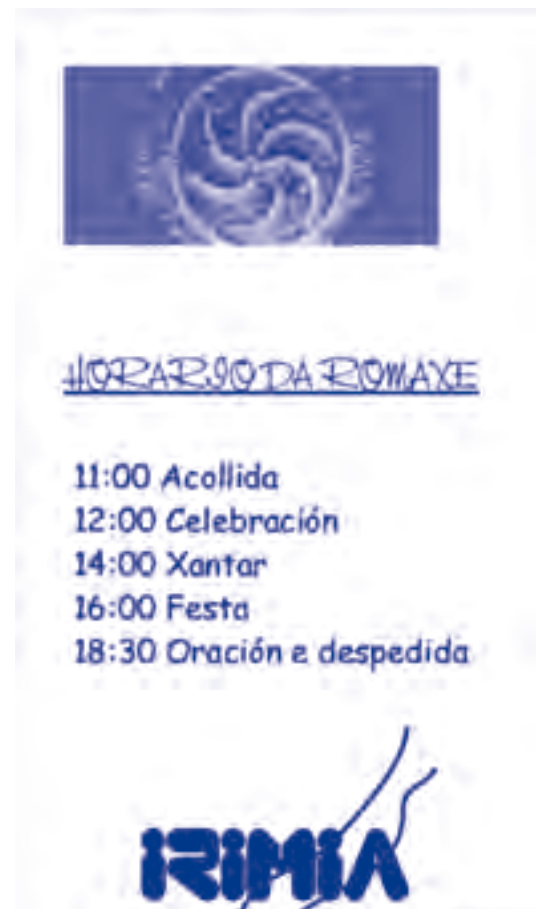 HORARIO DA ROMAXE
11:00 Acollida
12:00 Celebración
14:00 Xantar
16:00 Festa
18:30 Oración e despedida
IRIMIA